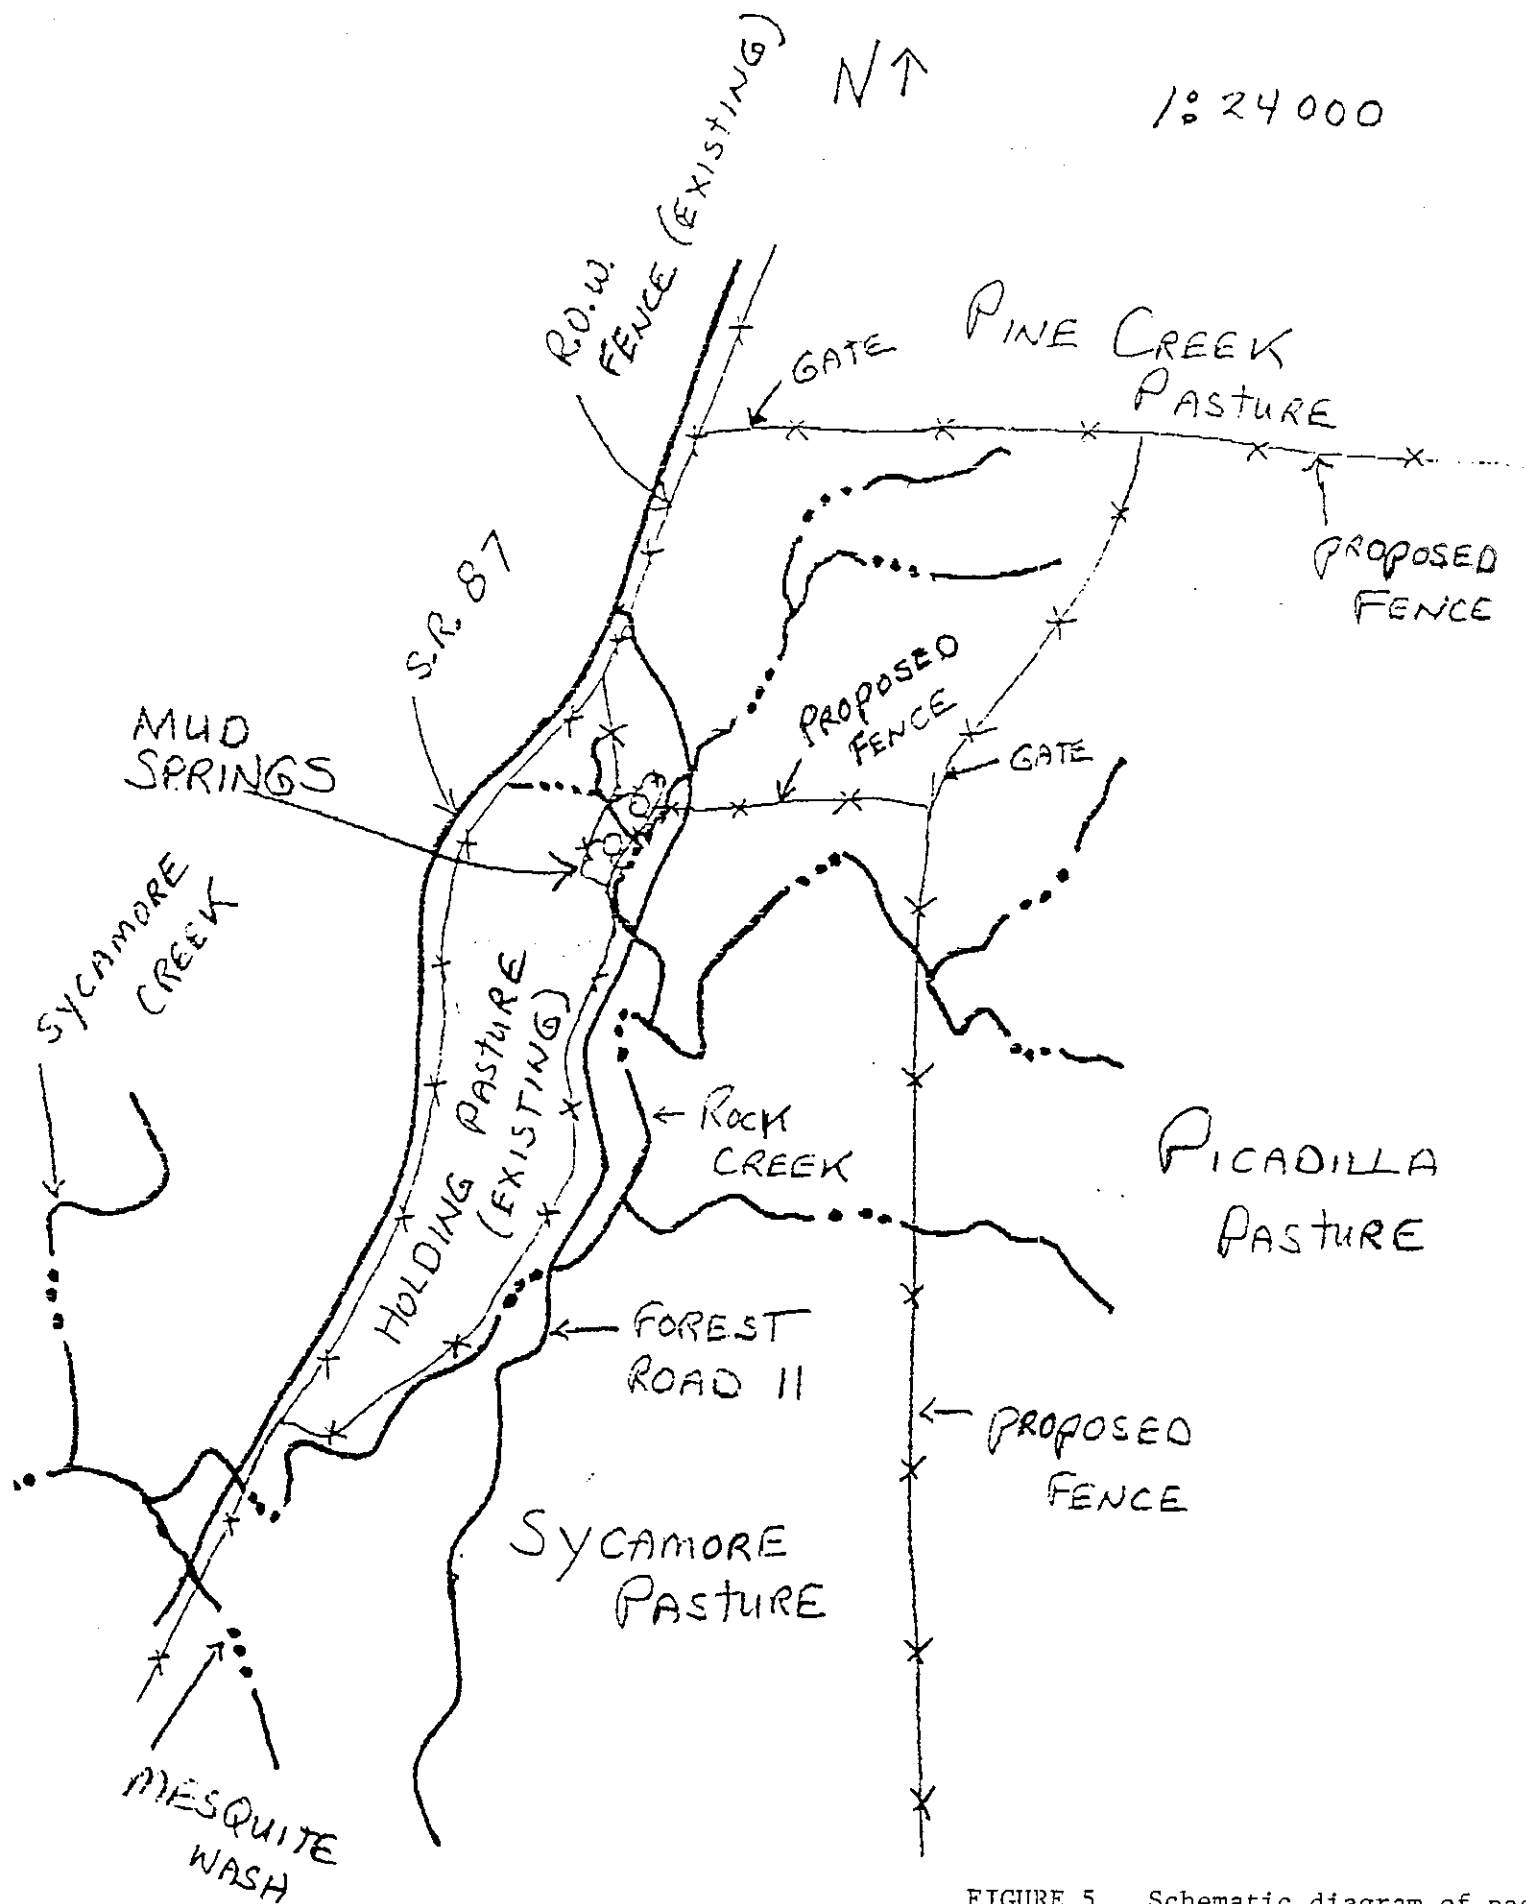 N↑
1:24000
R.O.W.
FENCE (EXISTING)
GATE
PINE CREEK
PASTURE
PROPOSED
FENCE
S.R. 87
PROPOSED
FENCE
GATE
MUD
SPRINGS
SYCAMORE
CREEK
HOLDING PASTURE
(EXISTING)
ROCK
CREEK
PICADILLA
PASTURE
FOREST
ROAD 11
PROPOSED
FENCE
SYCAMORE
PASTURE
MESQUITE
WASH
FIGURE 5. Schematic diagram of